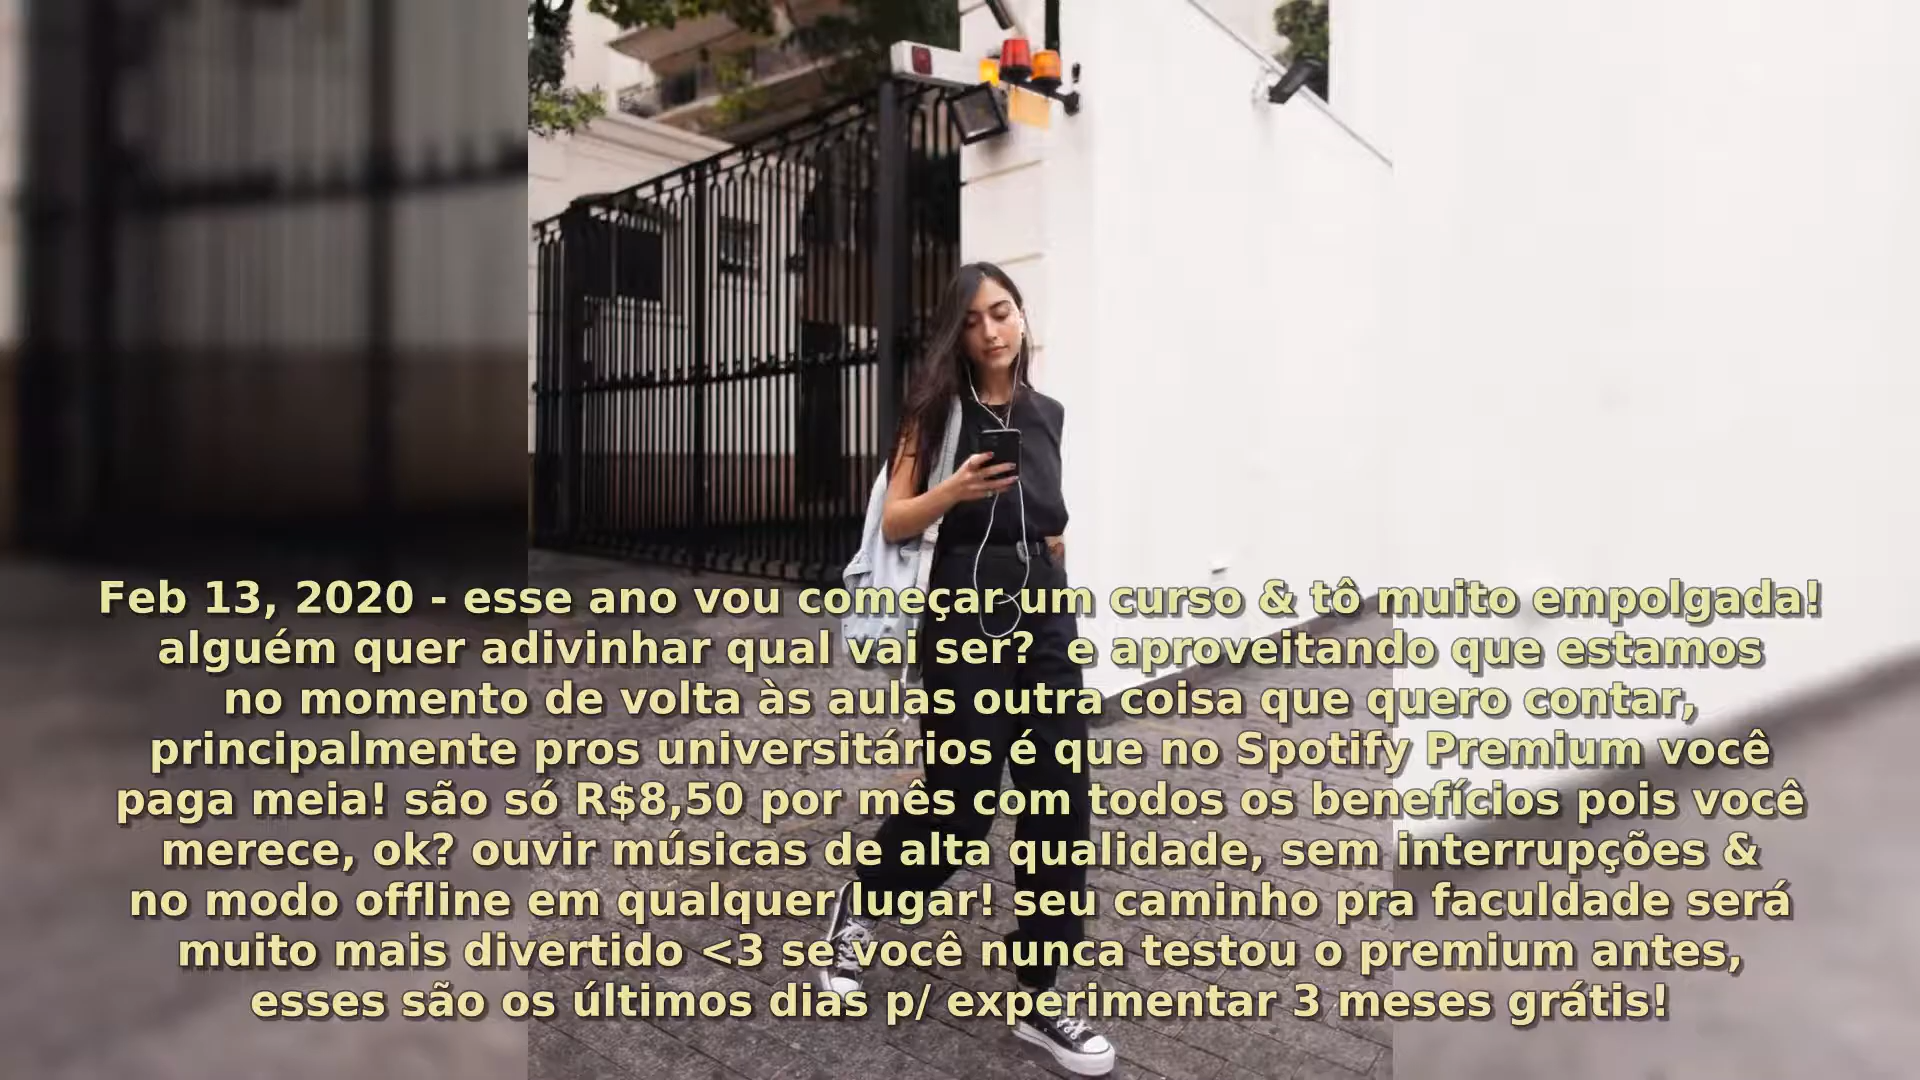 Feb 13, 2020 - esse ano vou começar um curso & tô muito empolgada!
alguém quer adivinhar qual vai ser?  e aproveitando que estamos
no momento de volta às aulas outra coisa que quero contar,
principalmente pros universitários é que no Spotify Premium você
paga meia! são só R$8,50 por mês com todos os benefícios pois você
merece, ok? ouvir músicas de alta qualidade, sem interrupções &
no modo offline em qualquer lugar! seu caminho pra faculdade será
muito mais divertido <3 se você nunca testou o premium antes,
esses são os últimos dias p/ experimentar 3 meses grátis!